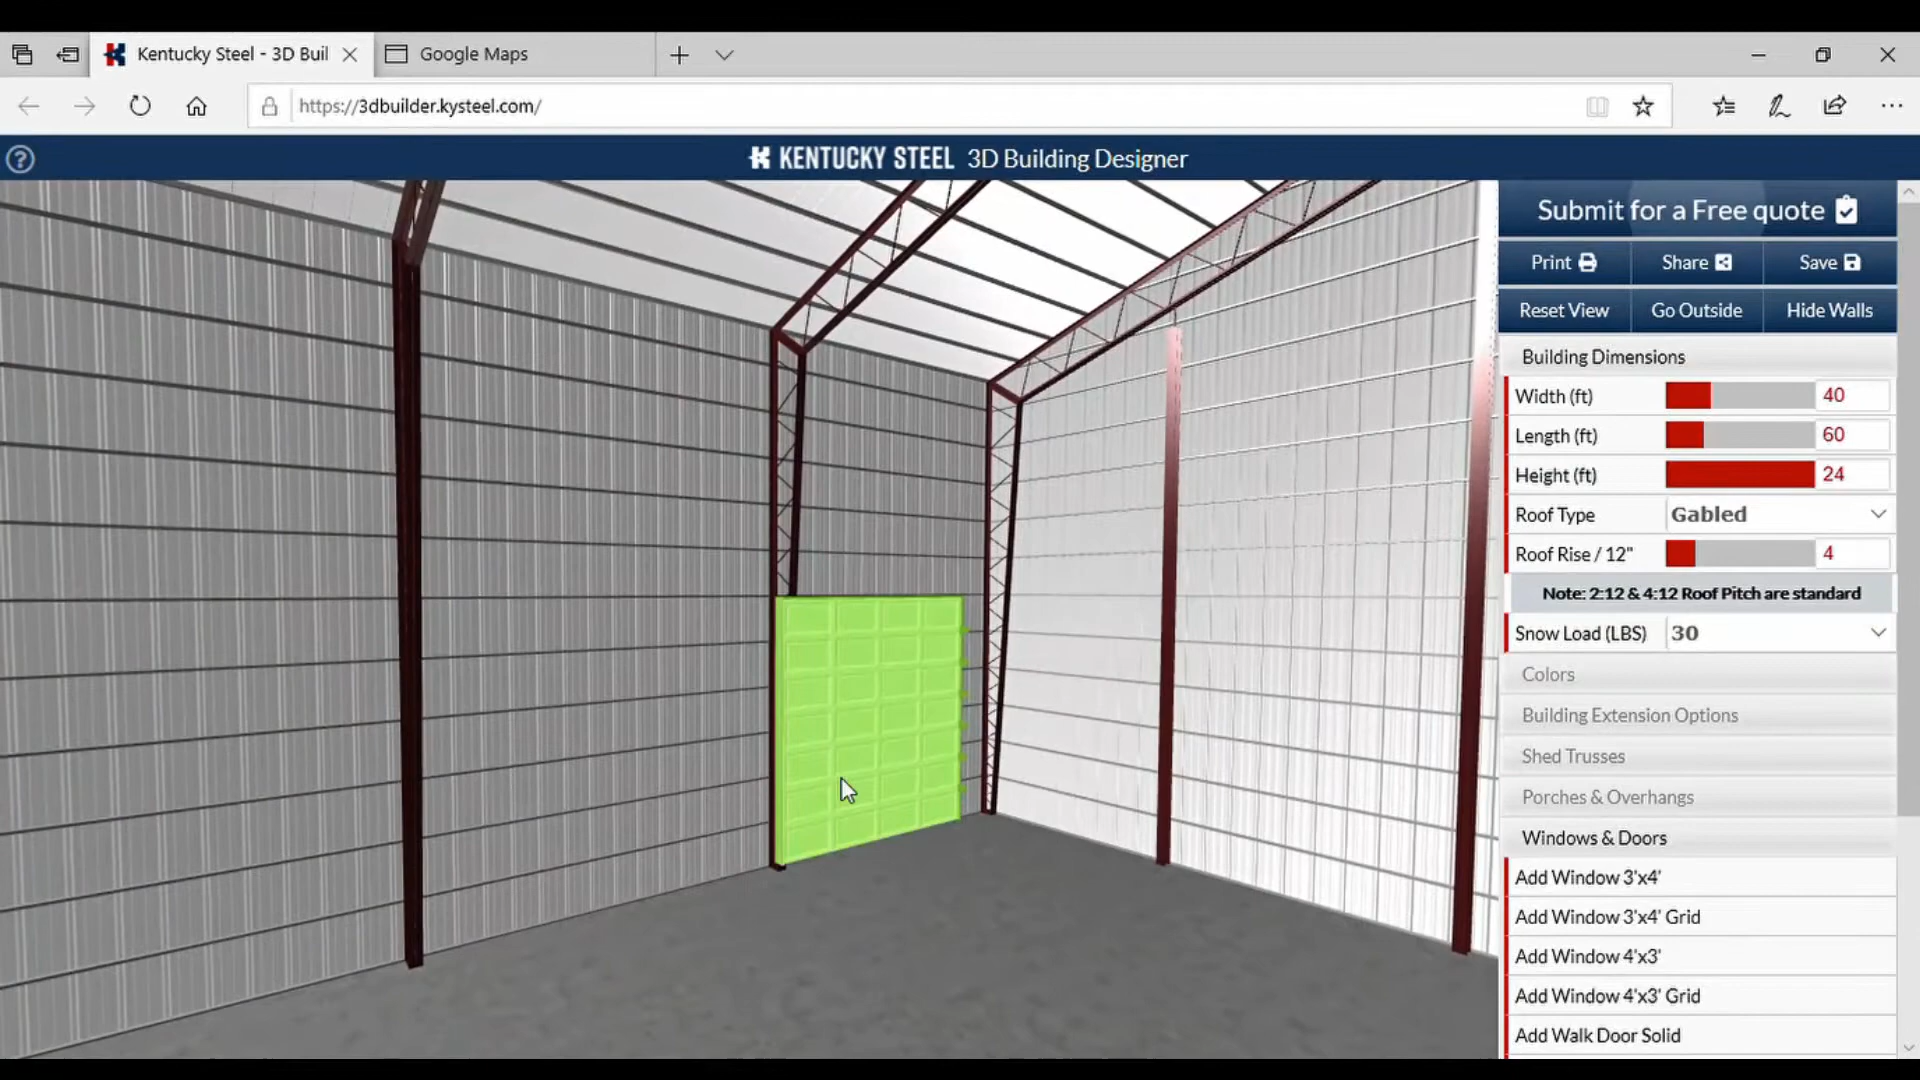 Kentucky Steel - 3D Buil
Google Maps
https://3dbuilder.kysteel.com/
KENTUCKY STEEL 3D Building Designer
Submit for a Free quote
Print
Share
Save
Reset View
Go Outside
Hide Walls
Building Dimensions
Width (ft) 40
Length (ft) 60
Height (ft) 24
Roof Type Gabled
Roof Rise / 12" 4
Note: 2:12 & 4:12 Roof Pitch are standard
Snow Load (LBS) 30
Colors
Building Extension Options
Shed Trusses
Porches & Overhangs
Windows & Doors
Add Window 3'x4'
Add Window 3'x4' Grid
Add Window 4'x3'
Add Window 4'x3' Grid
Add Walk Door Solid